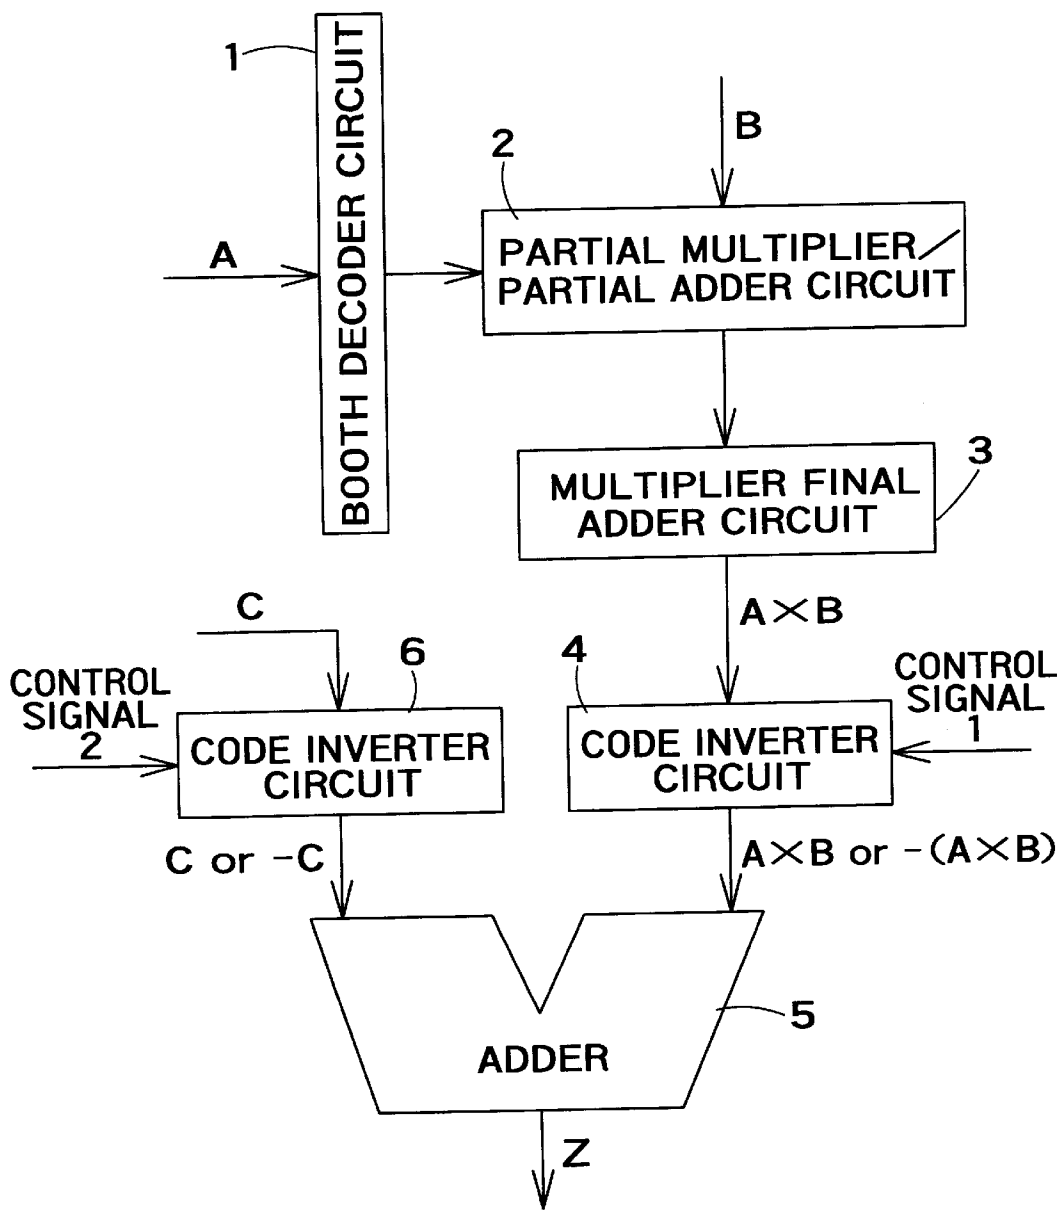 1
BOOTH DECODER CIRCUIT
A
B
2
PARTIAL MULTIPLIER/
PARTIAL ADDER CIRCUIT
3
MULTIPLIER FINAL
ADDER CIRCUIT
A×B
C
6
CONTROL
SIGNAL
2
CODE INVERTER
CIRCUIT
4
CODE INVERTER
CIRCUIT
CONTROL
SIGNAL
1
C or -C
A×B or -(A×B)
5
ADDER
Z